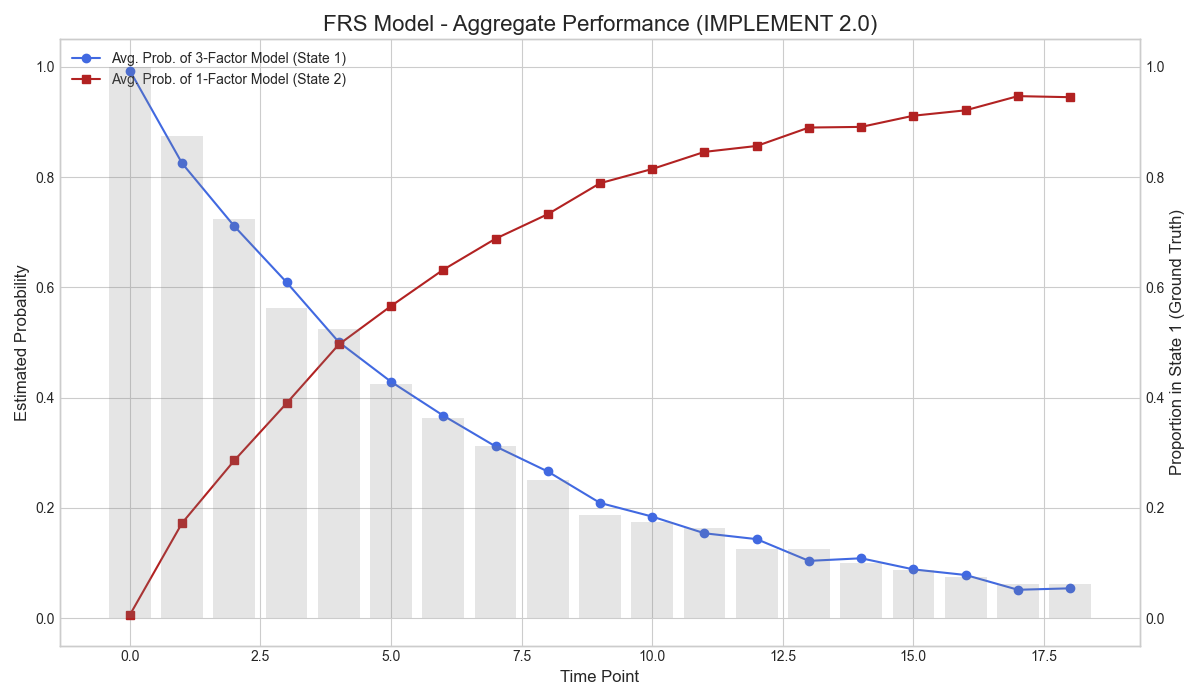 FRS Model - Aggregate Performance (IMPLEMENT 2.0)
Avg. Prob. of 3-Factor Model (State 1)
Avg. Prob. of 1-Factor Model (State 2)
Estimated Probability
1.0
0.8
0.6
0.4
0.2
0.0
1.0
0.8
0.6
0.4
0.2
0.0
Proportion in State 1 (Ground Truth)
0.0 2.5 5.0 7.5 10.0 12.5 15.0 17.5
Time Point